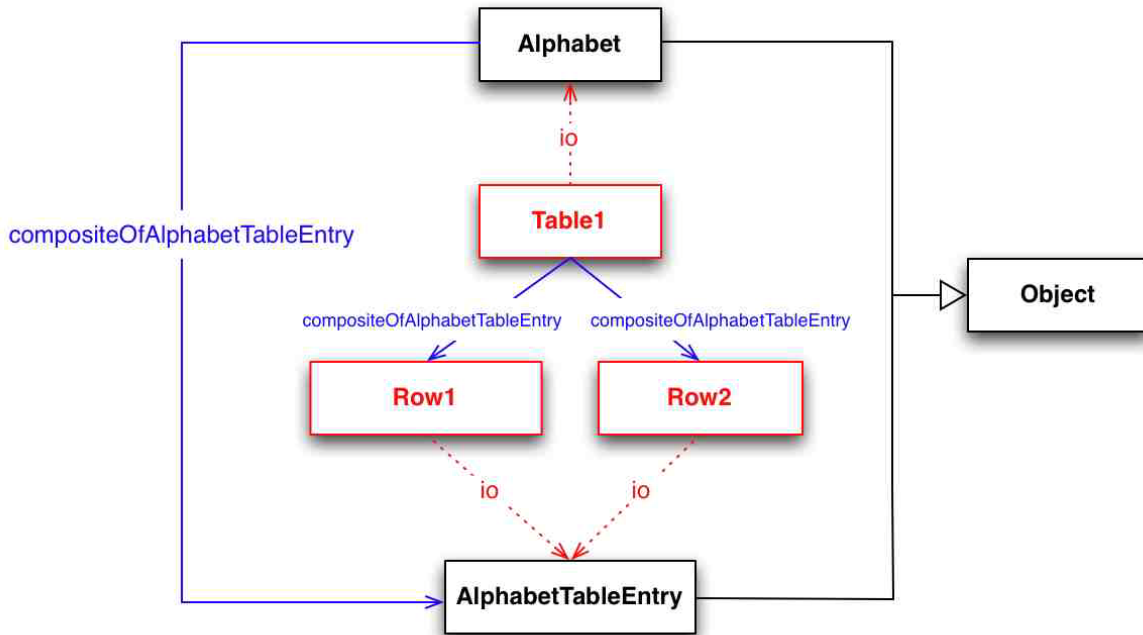 Alphabet
io
Table1
compositeOfAlphabetTableEntry
Object
compositeOfAlphabetTableEntry compositeOfAlphabetTableEntry
Row1 Row2
io io
AlphabetTableEntry